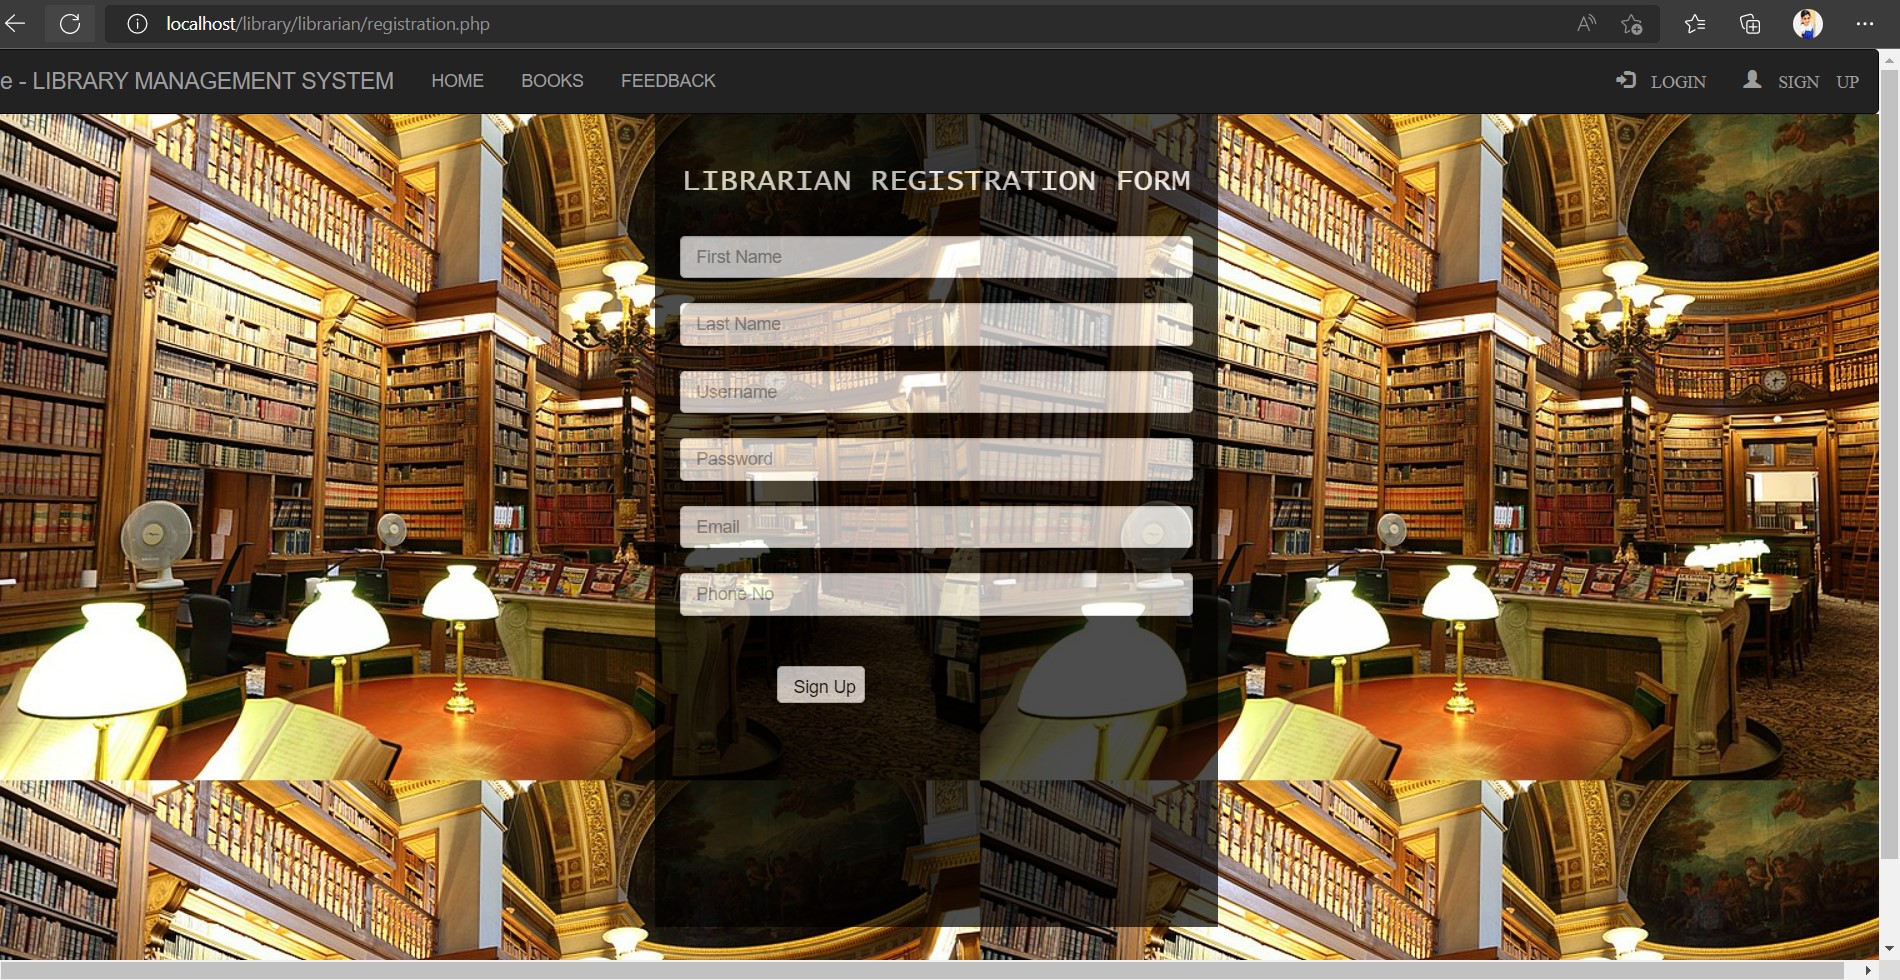 localhost/library/librarian/registration.php
e - LIBRARY MANAGEMENT SYSTEM HOME BOOKS FEEDBACK LOGIN SIGN UP
LIBRARIAN REGISTRATION FORM
First Name
Last Name
Username
Password
Email
Phone No
Sign Up